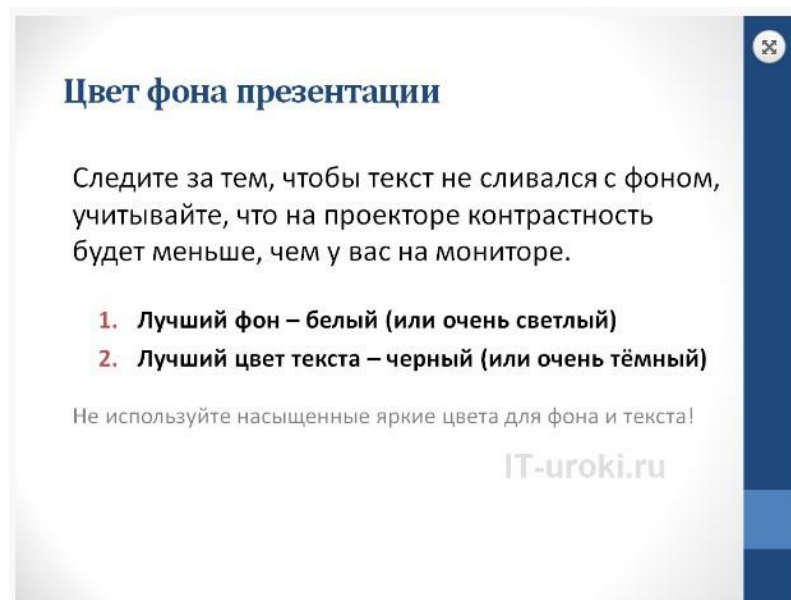 Цвет фона презентации
Следите за тем, чтобы текст не сливался с фоном,
учитывайте, что на проекторе контрастность
будет меньше, чем у вас на мониторе.
1. Лучший фон – белый (или очень светлый)
2. Лучший цвет текста – черный (или очень тёмный)
Не используйте насыщенные яркие цвета для фона и текста!
IT-uroki.ru